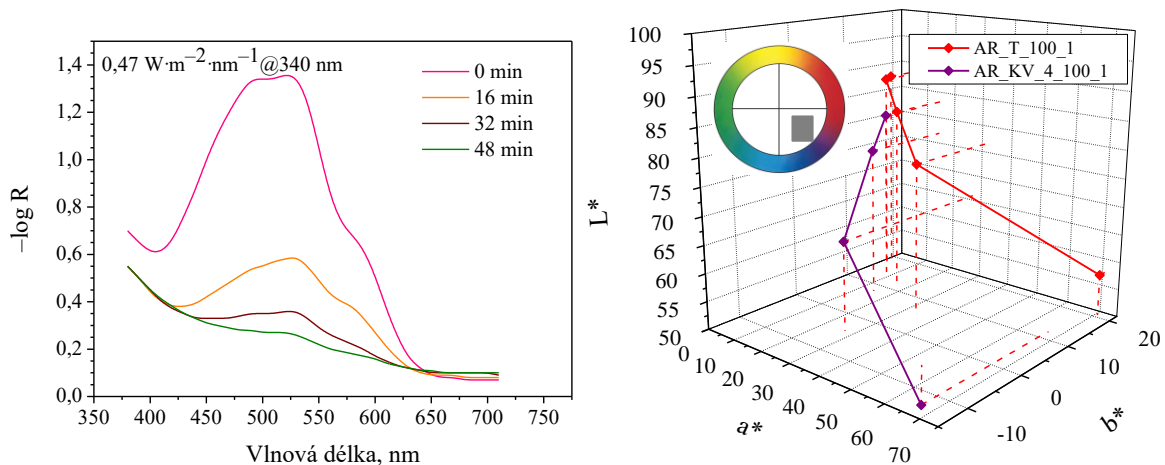 0,47 W·m⁻²·nm⁻¹@340 nm
0 min
16 min
32 min
48 min
1,4
1,2
1,0
0,8
0,6
0,4
0,2
0,0
–log R
350 400 450 500 550 600 650 700 750
Vlnová délka, nm
AR_T_100_1
AR_KV_4_100_1
100
95
90
85
80
75
70
65
60
55
50
L*
0 10 20 30 40 50 60 70
a*
-10 0 10 20
b*